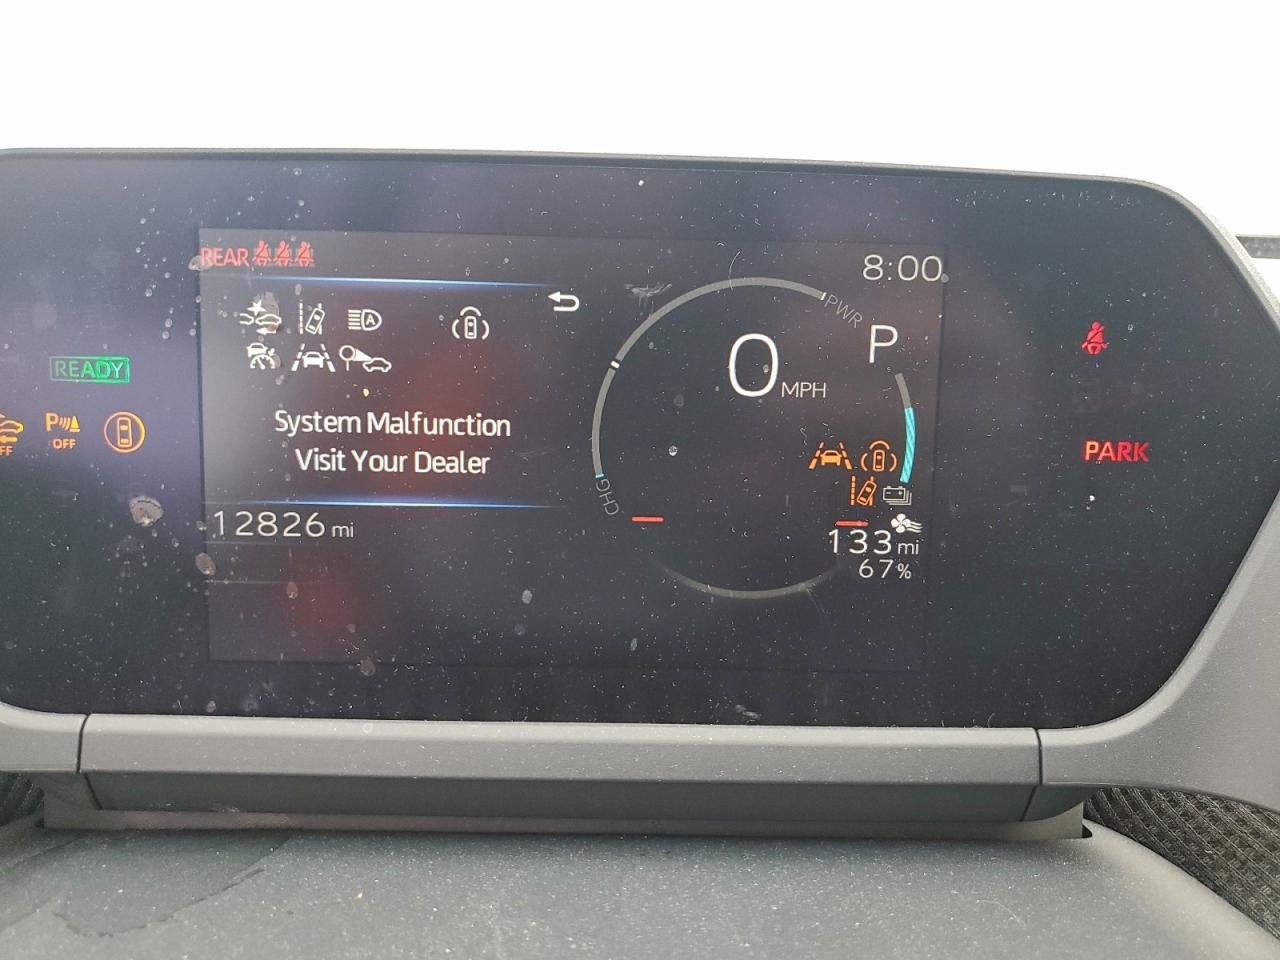 REAR
8:00
PWR
0 MPH
P
READY
P
OFF
OFF
A
System Malfunction
Visit Your Dealer
PARK
CHG
12826 mi
133 mi
67%